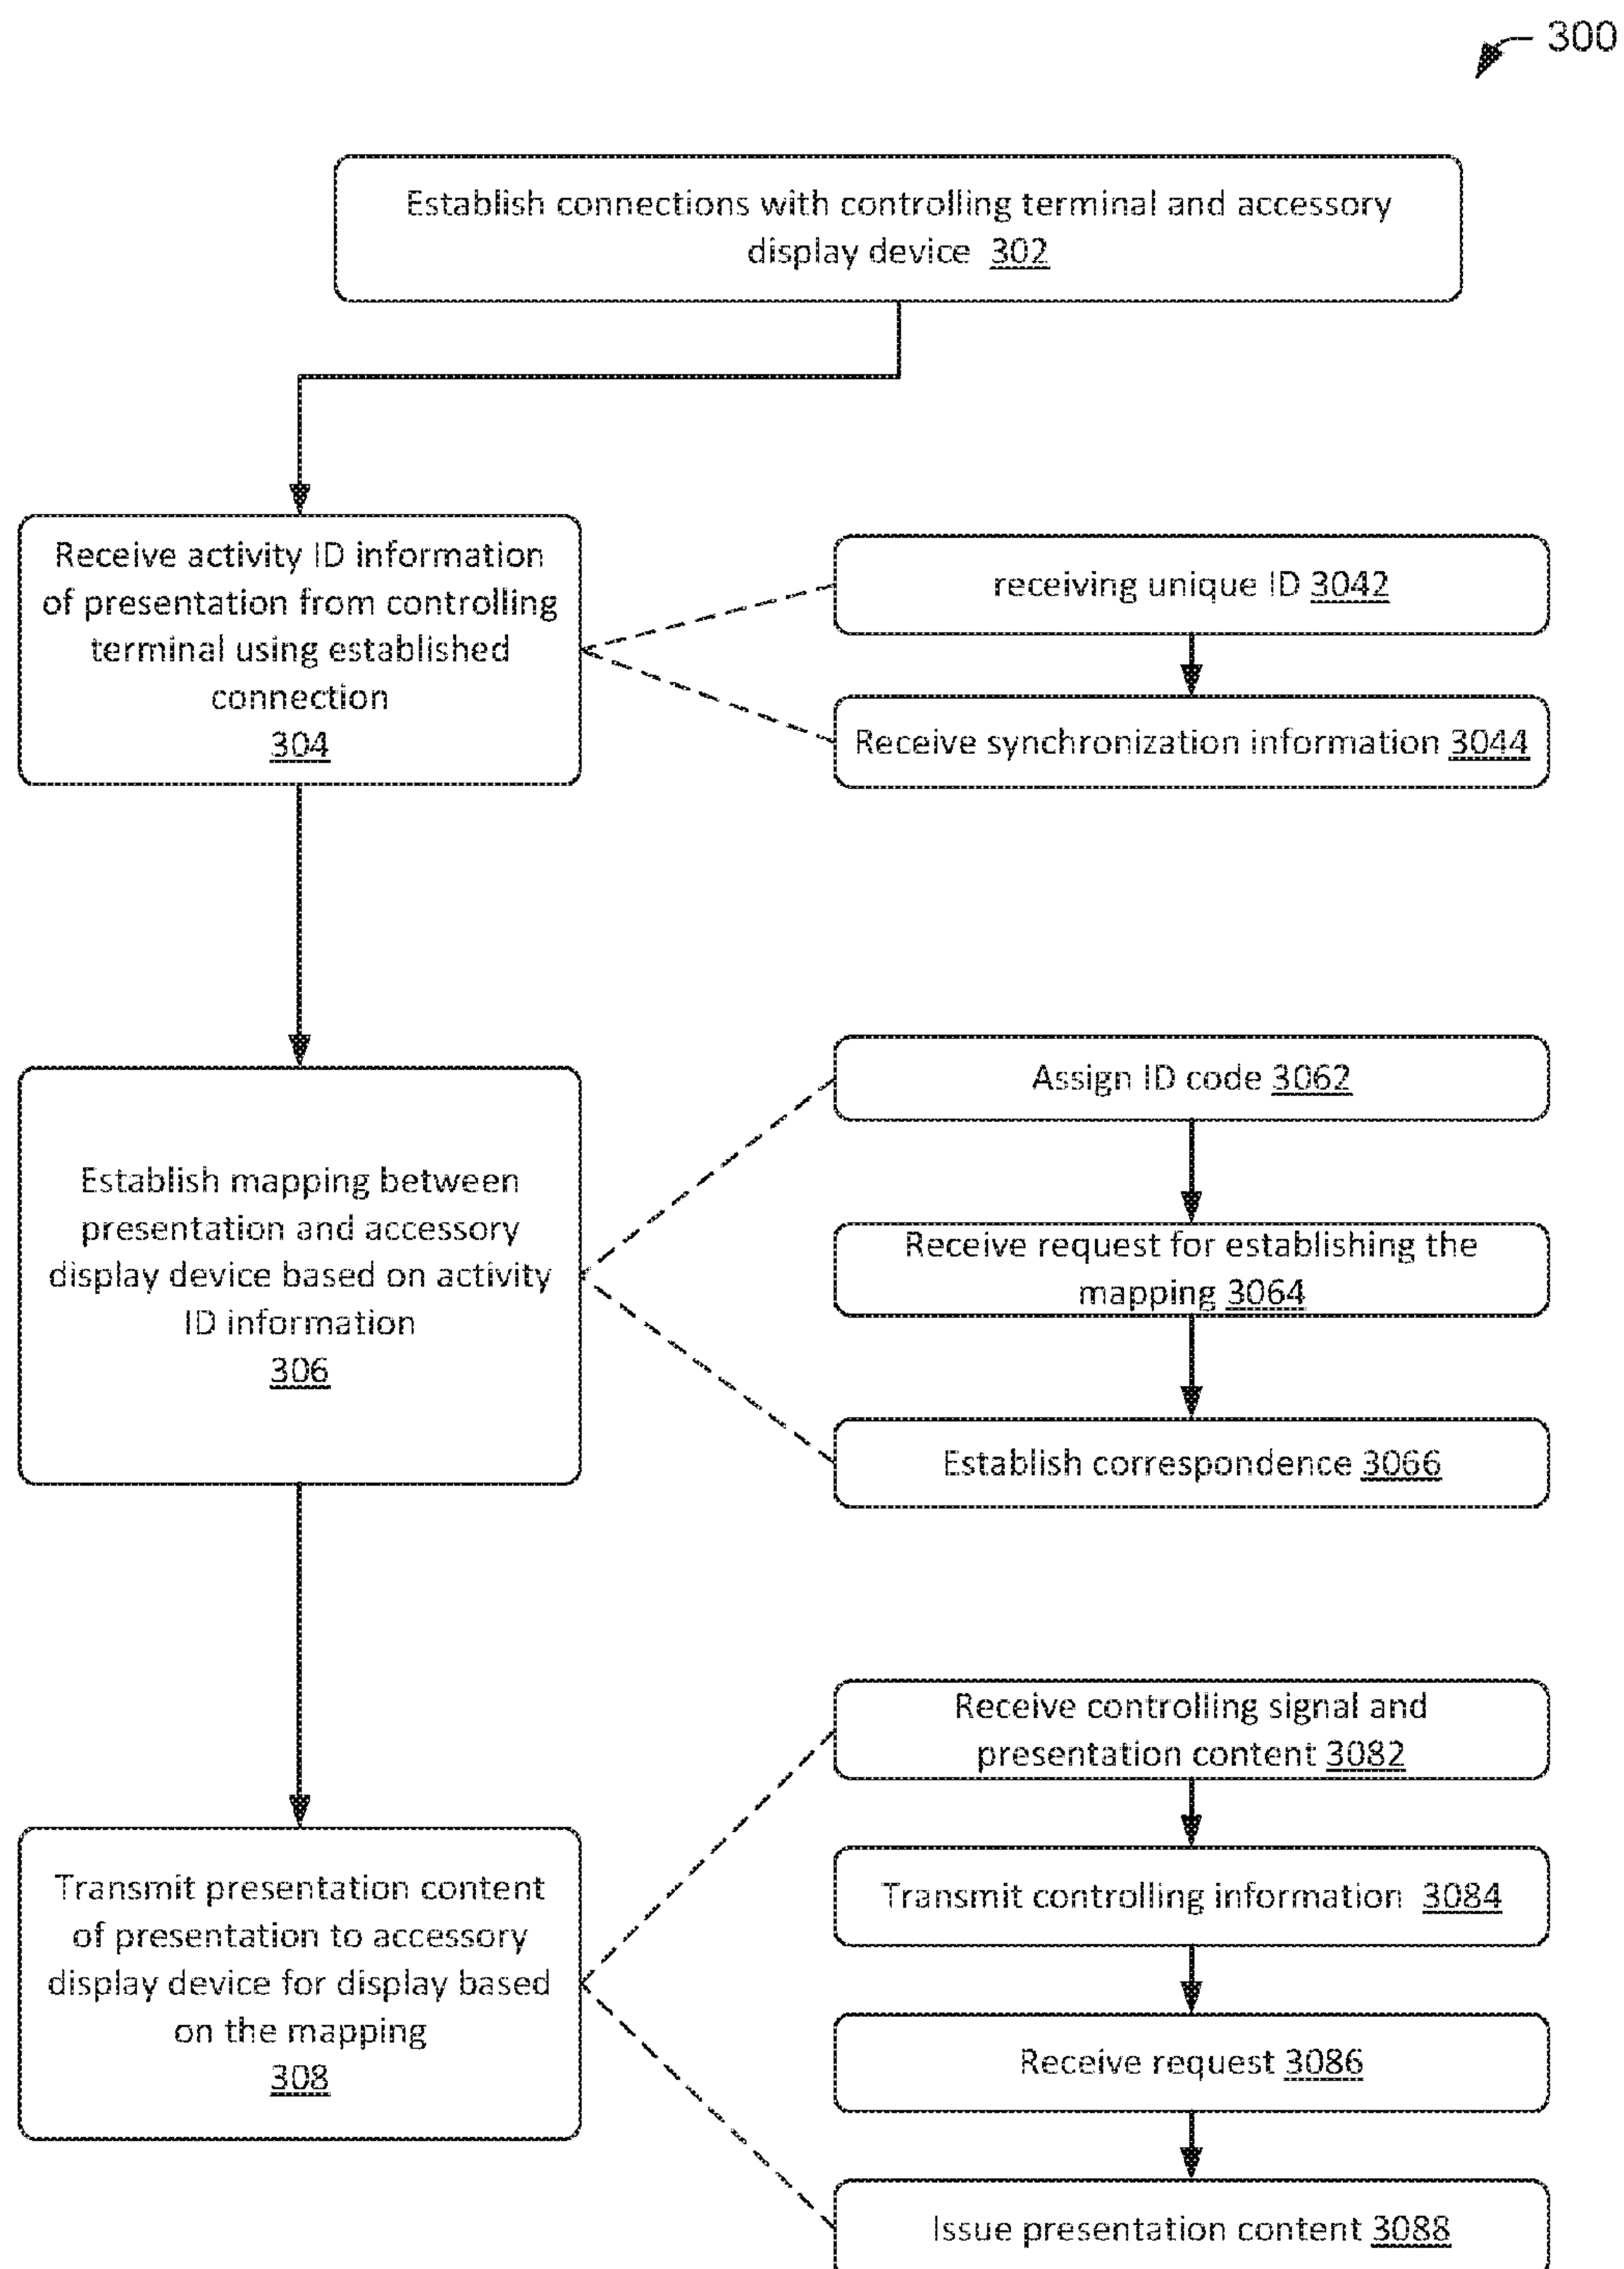 300
Establish connections with controlling terminal and accessory
display device 302
Receive activity ID information
of presentation from controlling
terminal using established
connection
304
receiving unique ID 3042
Receive synchronization information 3044
Establish mapping between
presentation and accessory
display device based on activity
ID information
306
Assign ID code 3062
Receive request for establishing the
mapping 3064
Establish correspondence 3066
Transmit presentation content
of presentation to accessory
display device for display based
on the mapping
308
Receive controlling signal and
presentation content 3082
Transmit controlling information 3084
Receive request 3086
Issue presentation content 3088